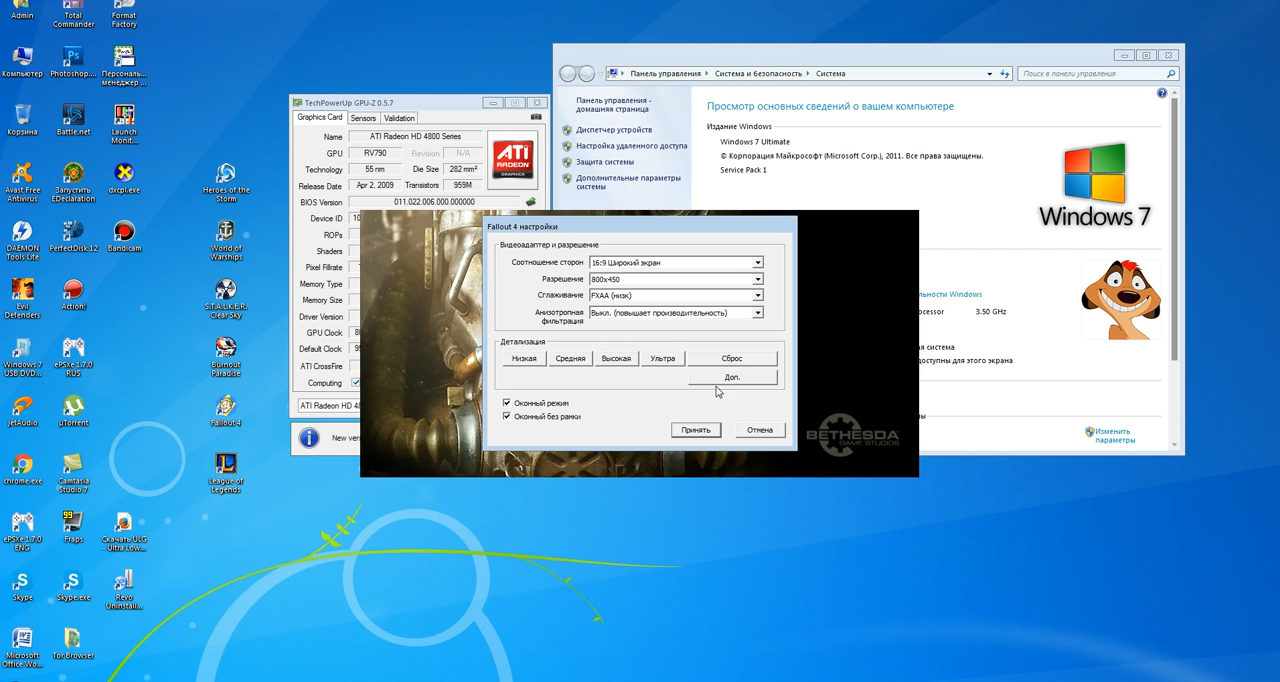 Admin
Total
Commander
Format
Factory
Компьютер
Photoshop....
Персональ...
менеджер ...
Корзина
Battle.net
Launch
Monit...
Avast Free
Antivirus
Запустить
EDeclaration
dxcpl.exe
Heroes of the
Storm
DAEMON
Tools Lite
PerfectDisk 12
Bandicam
World of
Warships
Evil
Defenders
Action!
S.T.A.L.K.E.R.
Clear Sky
Windows 7
USB DVD...
ePSXe 1.7.0
RUS
Burnout
Paradise
jetAudio
µTorrent
Fallout 4
chrome.exe
Camtasia
Studio 7
League of
Legends
ePSXe 1.7.0
ENG
99
Fraps
Скачать ULG
- Ultra Low...
Skype
Skype.exe
Revo
Uninstall...
Microsoft
Office Wo...
Tor Browser
TechPowerUp GPU-Z 0.5.7
Graphics Card
Sensors
Validation
Name
ATI Radeon HD 4800 Series
GPU
RV790
Revision
N/A
Technology
55 nm
Die Size
282 mm²
Release Date
Apr 2, 2009
Transistors
959M
BIOS Version
011.022.006.000.000000
ATI
RADEON
GRAPHICS
Device ID
ROPs
Shaders
Pixel Fillrate
Memory Type
Memory Size
Driver Version
GPU Clock
Default Clock
ATI CrossFire
Computing
ATI Radeon HD 4
New ver
Панель управления
Система и безопасность
Система
Поиск в панели управления
Панель управления -
домашняя страница
Диспетчер устройств
Настройка удаленного доступа
Защита системы
Дополнительные параметры
системы
Просмотр основных сведений о вашем компьютере
Издание Windows
Windows 7 Ultimate
© Корпорация Майкрософт (Microsoft Corp.), 2011. Все права защищены.
Service Pack 1
Windows 7
льности Windows
ocessor
3.50 GHz
ая система
доступны для этого экрана
Изменить
параметры
Fallout 4 настройки
Видеоадаптер и разрешение
Соотношение сторон
16:9 Широкий экран
Разрешение
800x450
Сглаживание
FXAA (низк)
Анизотропная
фильтрация
Выкл. (повышает производительность)
Детализация
Низкая
Средняя
Высокая
Ультра
Сброс
Доп.
Оконный режим
Оконный без рамки
Принять
Отмена
BETHESDA
GAME STUDIOS